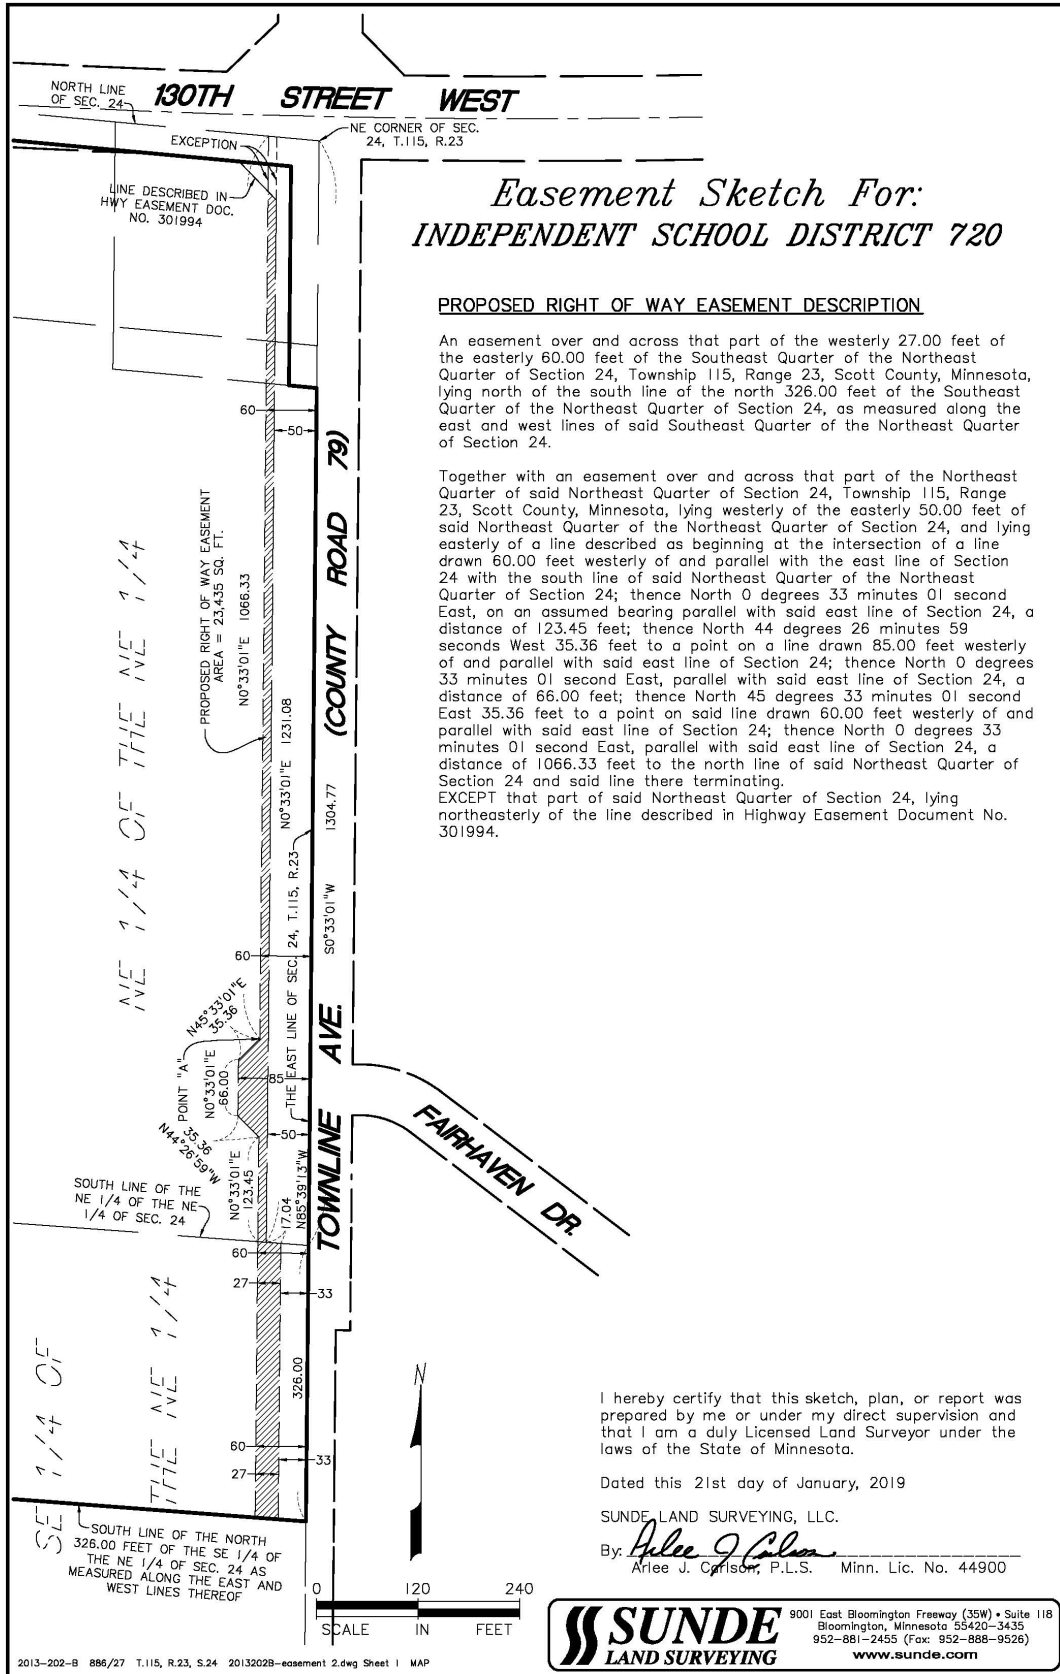 130TH STREET WEST
NORTH LINE
OF SEC. 24
EXCEPTION
NE CORNER OF SEC.
24, T.115, R.23
LINE DESCRIBED IN
HWY EASEMENT DOC.
NO. 301994
Easement Sketch For:
INDEPENDENT SCHOOL DISTRICT 720
PROPOSED RIGHT OF WAY EASEMENT DESCRIPTION
An easement over and across that part of the westerly 27.00 feet of
the easterly 60.00 feet of the Southeast Quarter of the Northeast
Quarter of Section 24, Township 115, Range 23, Scott County, Minnesota,
lying north of the south line of the north 326.00 feet of the Southeast
Quarter of the Northeast Quarter of Section 24, as measured along the
east and west lines of said Southeast Quarter of the Northeast Quarter
of Section 24.
Together with an easement over and across that part of the Northeast
Quarter of said Northeast Quarter of Section 24, Township 115, Range
23, Scott County, Minnesota, lying westerly of the easterly 50.00 feet of
said Northeast Quarter of the Northeast Quarter of Section 24, and lying
easterly of a line described as beginning at the intersection of a line
drawn 60.00 feet westerly of and parallel with the east line of Section
24 with the south line of said Northeast Quarter of the Northeast
Quarter of Section 24; thence North 0 degrees 33 minutes 01 second
East, on an assumed bearing parallel with said east line of Section 24, a
distance of 123.45 feet; thence North 44 degrees 26 minutes 59
seconds West 35.36 feet to a point on a line drawn 85.00 feet westerly
of and parallel with said east line of Section 24; thence North 0 degrees
33 minutes 01 second East, parallel with said east line of Section 24, a
distance of 66.00 feet; thence North 45 degrees 33 minutes 01 second
East 35.36 feet to a point on said line drawn 60.00 feet westerly of and
parallel with said east line of Section 24; thence North 0 degrees 33
minutes 01 second East, parallel with said east line of Section 24, a
distance of 1066.33 feet to the north line of said Northeast Quarter of
Section 24 and said line there terminating.
EXCEPT that part of said Northeast Quarter of Section 24, lying
northeasterly of the line described in Highway Easement Document No.
301994.
60
50
PROPOSED RIGHT OF WAY EASEMENT
AREA = 23,435 SQ. FT.
N0°33'01"E 1066.33
N0°33'01"E 1231.08
THE EAST LINE OF SEC. 24, T.115, R.23
S0°33'01"W 1304.77
TOWNLINE AVE. (COUNTY ROAD 79)
NE 1/4 OF THE NE 1/4
60
N45°33'01"E
35.36
POINT "A"
N0°33'01"E
66.00
85
35.36
N44°26'59"W
50
N0°33'01"E
123.45
17.04
N85°39'13"W
FAIRHAVEN DR.
SOUTH LINE OF THE
NE 1/4 OF THE NE
1/4 OF SEC. 24
60
27
33
326.00
SE 1/4 OF
THE NE 1/4
60
33
27
SOUTH LINE OF THE NORTH
326.00 FEET OF THE SE 1/4 OF
THE NE 1/4 OF SEC. 24 AS
MEASURED ALONG THE EAST AND
WEST LINES THEREOF
N
0 120 240
SCALE IN FEET
I hereby certify that this sketch, plan, or report was
prepared by me or under my direct supervision and
that I am a duly Licensed Land Surveyor under the
laws of the State of Minnesota.
Dated this 21st day of January, 2019
SUNDE LAND SURVEYING, LLC.
By: Arlee J Carlson
Arlee J. Carlson, P.L.S. Minn. Lic. No. 44900
SUNDE
LAND SURVEYING
9001 East Bloomington Freeway (35W) • Suite 118
Bloomington, Minnesota 55420-3435
952-881-2455 (Fax: 952-888-9526)
www.sunde.com
2013-202-B 886/27 T.115, R.23, S.24 2013202B-easement 2.dwg Sheet 1 MAP